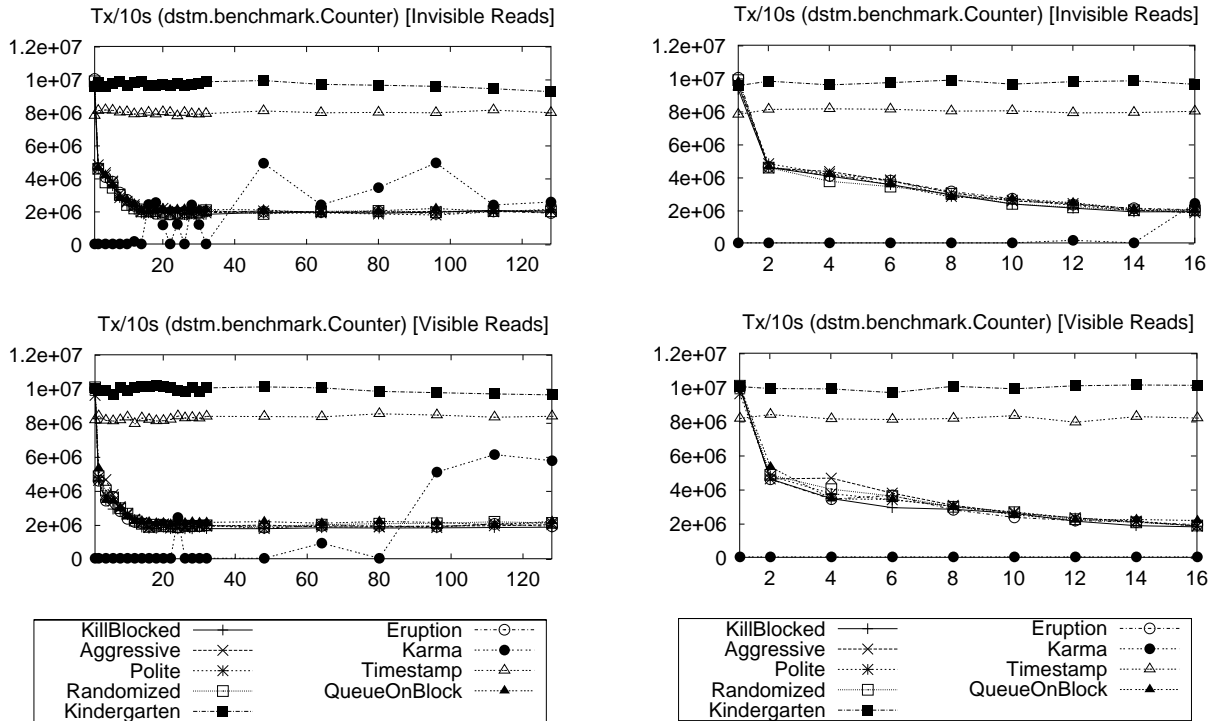 Tx/10s (dstm.benchmark.Counter) [Invisible Reads]
1.2e+07
1e+07
8e+06
6e+06
4e+06
2e+06
0
20 40 60 80 100 120
Tx/10s (dstm.benchmark.Counter) [Invisible Reads]
1.2e+07
1e+07
8e+06
6e+06
4e+06
2e+06
0
2 4 6 8 10 12 14 16
Tx/10s (dstm.benchmark.Counter) [Visible Reads]
1.2e+07
1e+07
8e+06
6e+06
4e+06
2e+06
0
20 40 60 80 100 120
Tx/10s (dstm.benchmark.Counter) [Visible Reads]
1.2e+07
1e+07
8e+06
6e+06
4e+06
2e+06
0
2 4 6 8 10 12 14 16
KillBlocked
Aggressive
Polite
Randomized
Kindergarten
Eruption
Karma
Timestamp
QueueOnBlock
KillBlocked
Aggressive
Polite
Randomized
Kindergarten
Eruption
Karma
Timestamp
QueueOnBlock